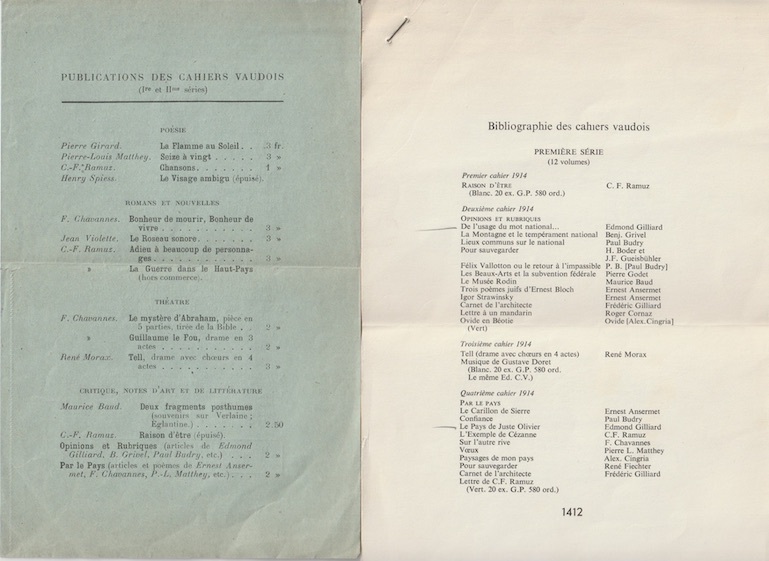 PUBLICATIONS DES CAHIERS VAUDOIS
(Ire et IIme séries)
POÉSIE
Pierre Girard. La Flamme au Soleil. . . 3 fr.
Pierre-Louis Matthey. Seize à vingt . . . . . 3 »
C.-F. Ramuz. Chansons. . . . . . . 1 »
Henry Spiess. Le Visage ambigu (épuisé).
ROMANS ET NOUVELLES
F. Chavannes. Bonheur de mourir, Bonheur de
vivre . . . . . . . . . . . 3 »
Jean Violette. Le Roseau sonore. . . . . . 3 »
C.-F. Ramuz. Adieu à beaucoup de personna-
ges . . . . . . . . . . . . 3 »
» La Guerre dans le Haut-Pays
(hors commerce).
THÉATRE
F. Chavannes. Le mystère d'Abraham, pièce en
5 parties, tirée de la Bible . . 2 »
» Guillaume le Fou, drame en 3
actes . . . . . . . . . . . 2 »
René Morax. Tell, drame avec chœurs en 4
actes . . . . . . . . . . . 3 »
CRITIQUE, NOTES D'ART ET DE LITTÉRATURE
Maurice Baud. Deux fragments posthumes
(souvenirs sur Verlaine ;
Eglantine.) . . . . . . . 2.50
C.-F. Ramuz. Raison d'être (épuisé).
Opinions et Rubriques (articles de Edmond
Gilliard, B. Grivel, Paul Budry, etc.) . . . 2 »
Par le Pays (articles et poèmes de Ernest Anser-
met, F. Chavannes, P.-L. Matthey, etc.) . . . 2 »
Bibliographie des cahiers vaudois
PREMIÈRE SÉRIE
(12 volumes)
Premier cahier 1914
RAISON D'ÊTRE C. F. Ramuz
(Blanc. 20 ex. G.P. 580 ord.)
Deuxième cahier 1914
OPINIONS ET RUBRIQUES
De l'usage du mot national... Edmond Gilliard
La Montagne et le tempérament national Benj. Grivel
Lieux communs sur le national Paul Budry
Pour sauvegarder H. Boder et
J.F. Gueisbühler
Félix Vallotton ou le retour à l'impassible P. B. [Paul Budry]
Les Beaux-Arts et la subvention fédérale Pierre Godet
Le Musée Rodin Maurice Baud
Trois poèmes juifs d'Ernest Bloch Ernest Ansermet
Igor Strawinsky Ernest Ansermet
Carnet de l'architecte Frédéric Gilliard
Lettre à un mandarin Roger Cornaz
Ovide en Béotie Ovide [Alex.Cingria]
(Vert)
Troisième cahier 1914
Tell (drame avec chœurs en 4 actes) René Morax
Musique de Gustave Doret
(Blanc. 20 ex. G.P. 580 ord.
Le même Ed. C.V.)
Quatrième cahier 1914
PAR LE PAYS
Le Carillon de Sierre Ernest Ansermet
Confiance Paul Budry
Le Pays de Juste Olivier Edmond Gilliard
L'Exemple de Cézanne C.F. Ramuz
Sur l'autre rive F. Chavannes
Vœux Pierre L. Matthey
Paysages de mon pays Alex. Cingria
Pour sauvegarder René Fiechter
Carnet de l'architecte Frédéric Gilliard
Lettre de C.F. Ramuz
(Vert. 20 ex. G.P. 580 ord.)
1412